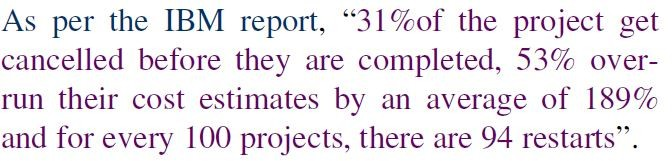 As per the IBM report, “31%of the project get
cancelled before they are completed, 53% over-
run their cost estimates by an average of 189%
and for every 100 projects, there are 94 restarts”.